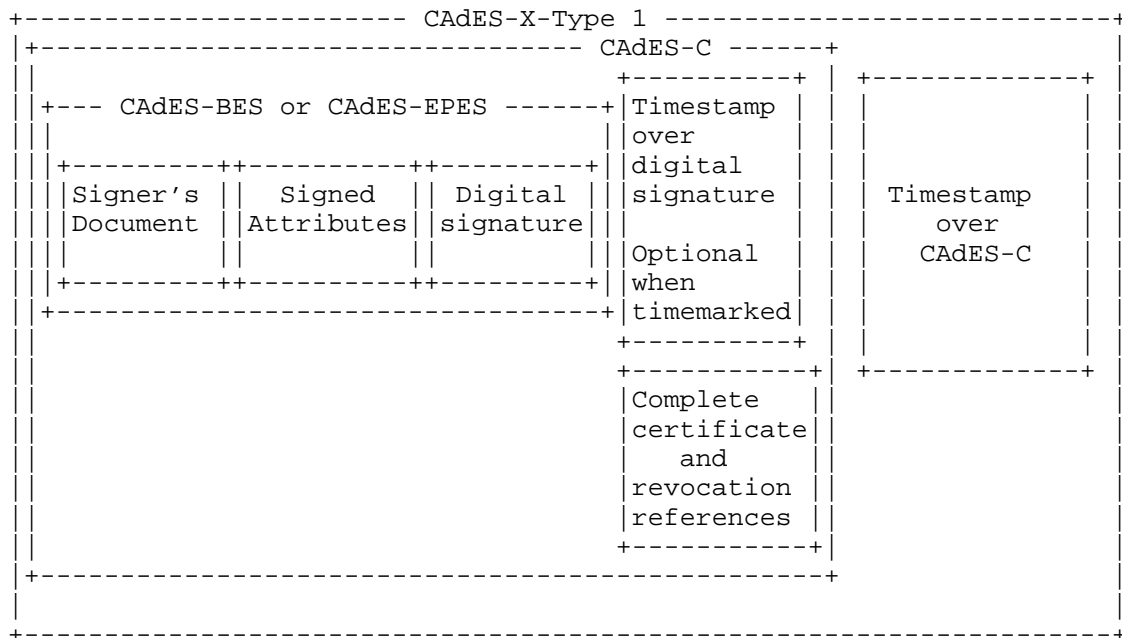 +------------------------ CAdES-X-Type 1 ----------------------------+
|+---------------------------------- CAdES-C ------+                 |
||                                    +----------+ | +-------------+ |
||+--- CAdES-BES or CAdES-EPES ------+|Timestamp | | |             | |
|||                                  ||over      | | |             | |
|||+---------++----------++---------+||digital   | | |             | |
||||Signer's ||  Signed  || Digital |||signature | | | Timestamp   | |
||||Document ||Attributes||signature|||          | | |    over     | |
||||         ||          ||         |||Optional  | | |   CAdES-C   | |
|||+---------++----------++---------+||when      | | |             | |
||+----------------------------------+|timemarked| | |             | |
||                                    +----------+ | |             | |
||                                    +-----------+| +-------------+ |
||                                    |Complete   ||                 |
||                                    |certificate||                 |
||                                    |   and     ||                 |
||                                    |revocation ||                 |
||                                    |references ||                 |
||                                    +-----------+|                 |
|+-------------------------------------------------+                 |
|                                                                    |
+--------------------------------------------------------------------+